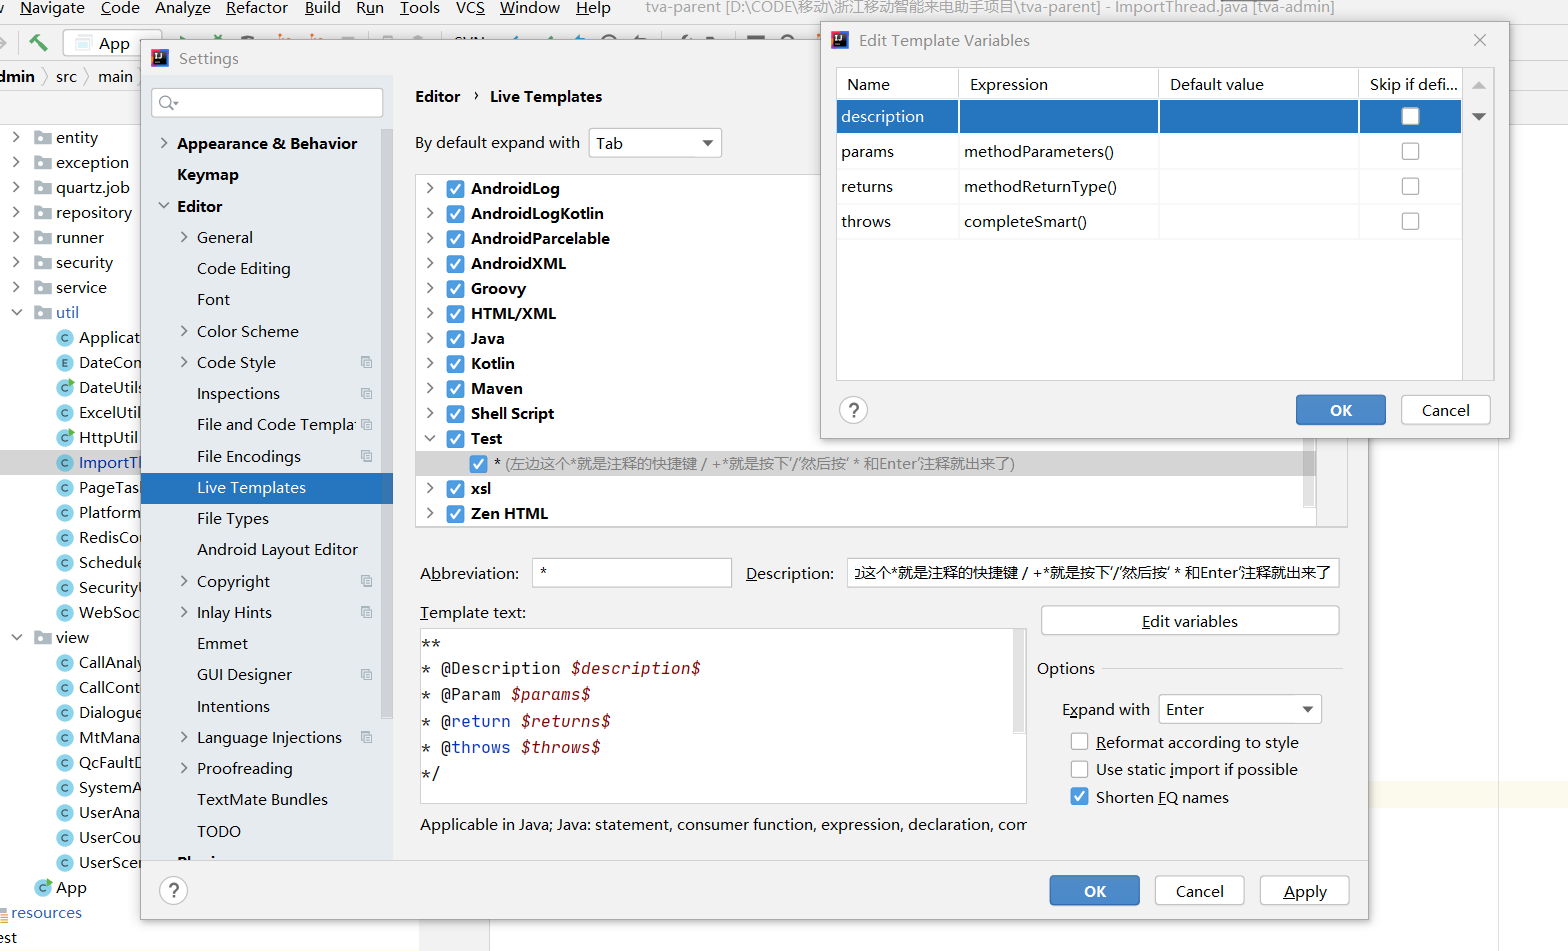 Navigate Code Analyze Refactor Build Run Tools VCS Window Help tva-parent [D:\CODE\移动\浙江移动智能来电助手项目\tva-parent] - ImportThread.java [tva-admin]
App
dmin src main
entity
exception
quartz.job
repository
runner
security
service
util
Applicat
DateCon
DateUtils
ExcelUtil
HttpUtil
ImportTh
PageTas
Platform
RedisCou
Schedule
SecurityU
WebSoc
view
CallAnaly
CallCont
Dialogue
MtMana
QcFaultD
SystemA
UserAna
UserCou
UserScer
App
resources
est
Settings
Appearance & Behavior
Keymap
Editor
General
Code Editing
Font
Color Scheme
Code Style
Inspections
File and Code Templat
File Encodings
Live Templates
File Types
Android Layout Editor
Copyright
Inlay Hints
Emmet
GUI Designer
Intentions
Language Injections
Proofreading
TextMate Bundles
TODO
Editor › Live Templates
By default expand with Tab
AndroidLog
AndroidLogKotlin
AndroidParcelable
AndroidXML
Groovy
HTML/XML
Java
Kotlin
Maven
Shell Script
Test
* (左边这个*就是注释的快捷键 / +*就是按下‘/’然后按‘ * 和Enter’注释就出来了)
xsl
Zen HTML
Abbreviation: *
Description: 这个*就是注释的快捷键 / +*就是按下‘/’然后按‘ * 和Enter’注释就出来了
Template text:
**
* @Description $description$
* @Param $params$
* @return $returns$
* @throws $throws$
*/
Applicable in Java; Java: statement, consumer function, expression, declaration, com
Edit variables
Options
Expand with Enter
Reformat according to style
Use static import if possible
Shorten FQ names
? OK Cancel Apply
Edit Template Variables
Name Expression Default value Skip if defi...
description
params methodParameters()
returns methodReturnType()
throws completeSmart()
? OK Cancel